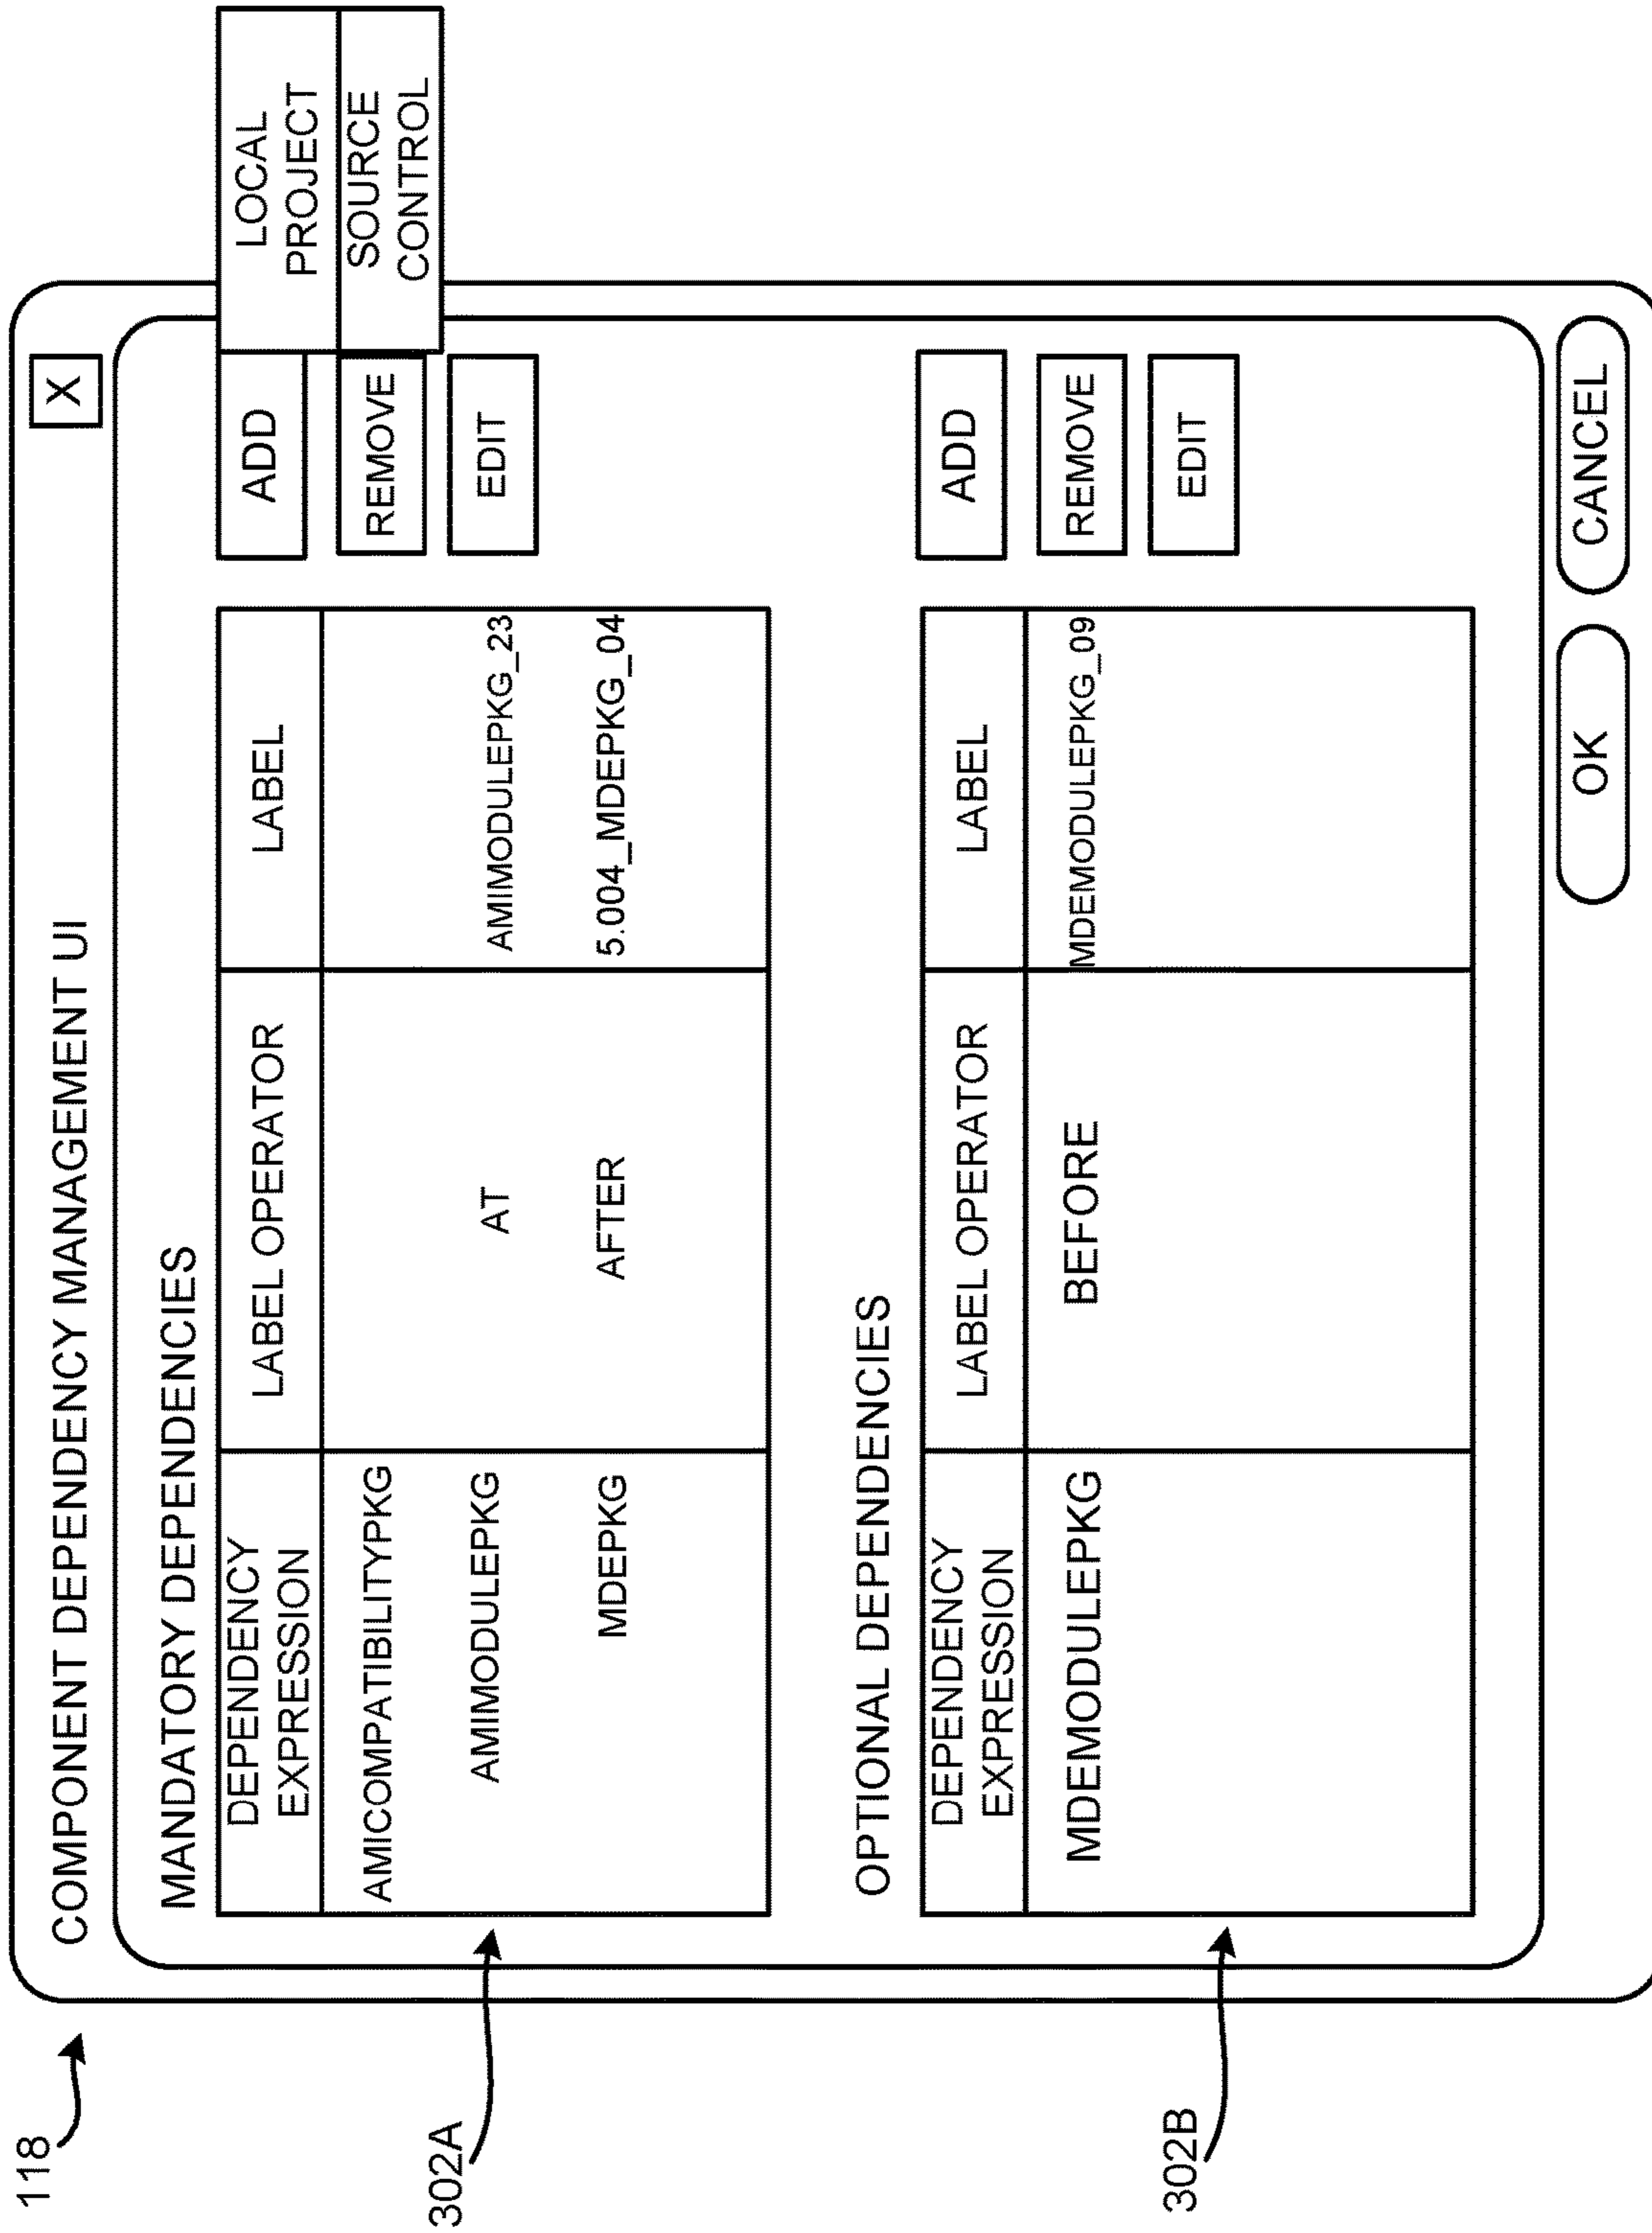 118
COMPONENT DEPENDENCY MANAGEMENT UI
X
MANDATORY DEPENDENCIES
DEPENDENCY
EXPRESSION
LABEL OPERATOR
LABEL
ADD
LOCAL
PROJECT
AMICOMPATIBILITYPKG
REMOVE
SOURCE
CONTROL
302A
AMIMODULEPKG
AT
AMIMODULEPKG_23
EDIT
MDEPKG
AFTER
5.004_MDEPKG_04
OPTIONAL DEPENDENCIES
DEPENDENCY
EXPRESSION
LABEL OPERATOR
LABEL
ADD
MDEMODULEPKG
BEFORE
MDEMODULEPKG_09
REMOVE
302B
EDIT
OK
CANCEL